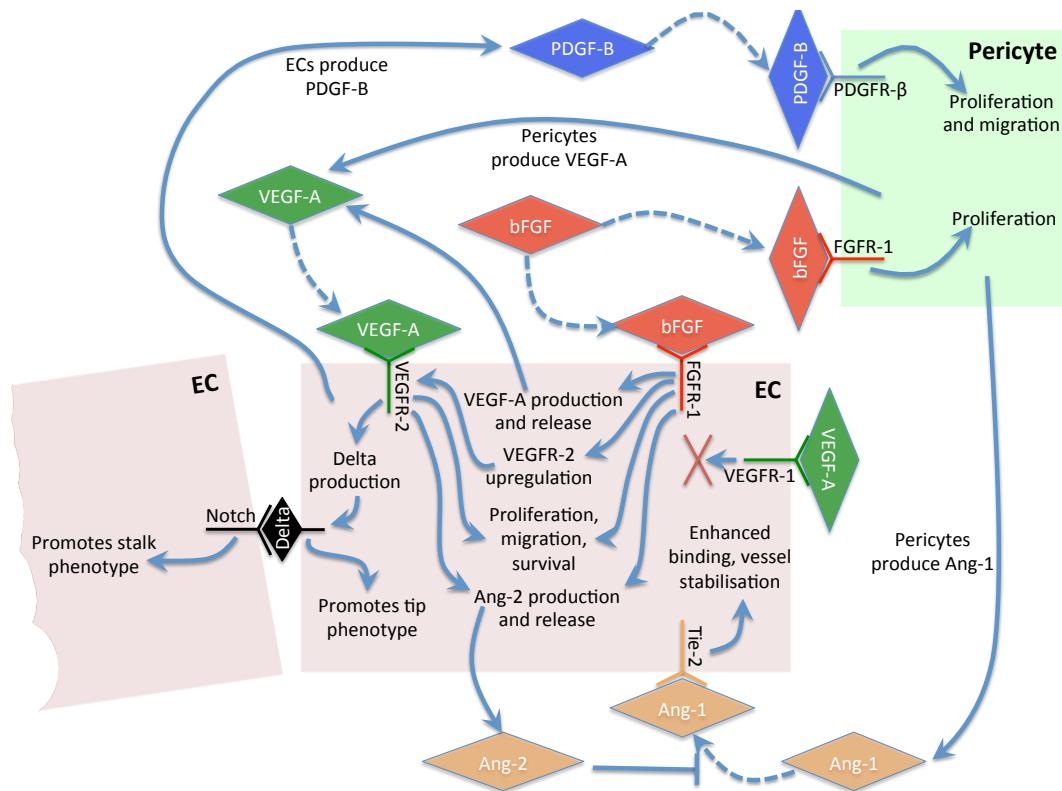 PDGF-B
PDGF-B
Pericyte
ECs produce
PDGF-B
PDGFR-β
Proliferation
and migration
Pericytes
produce VEGF-A
VEGF-A
bFGF
bFGF
Proliferation
FGFR-1
VEGF-A
bFGF
EC
VEGFR-2
FGFR-1
EC
VEGF-A production
and release
VEGF-A
VEGFR-1
Delta
production
VEGFR-2
upregulation
Notch
Delta
Proliferation,
migration,
survival
Enhanced
binding, vessel
stabilisation
Pericytes
produce Ang-1
Promotes stalk
phenotype
Promotes tip
phenotype
Ang-2 production
and release
Tie-2
Ang-1
Ang-2
Ang-1